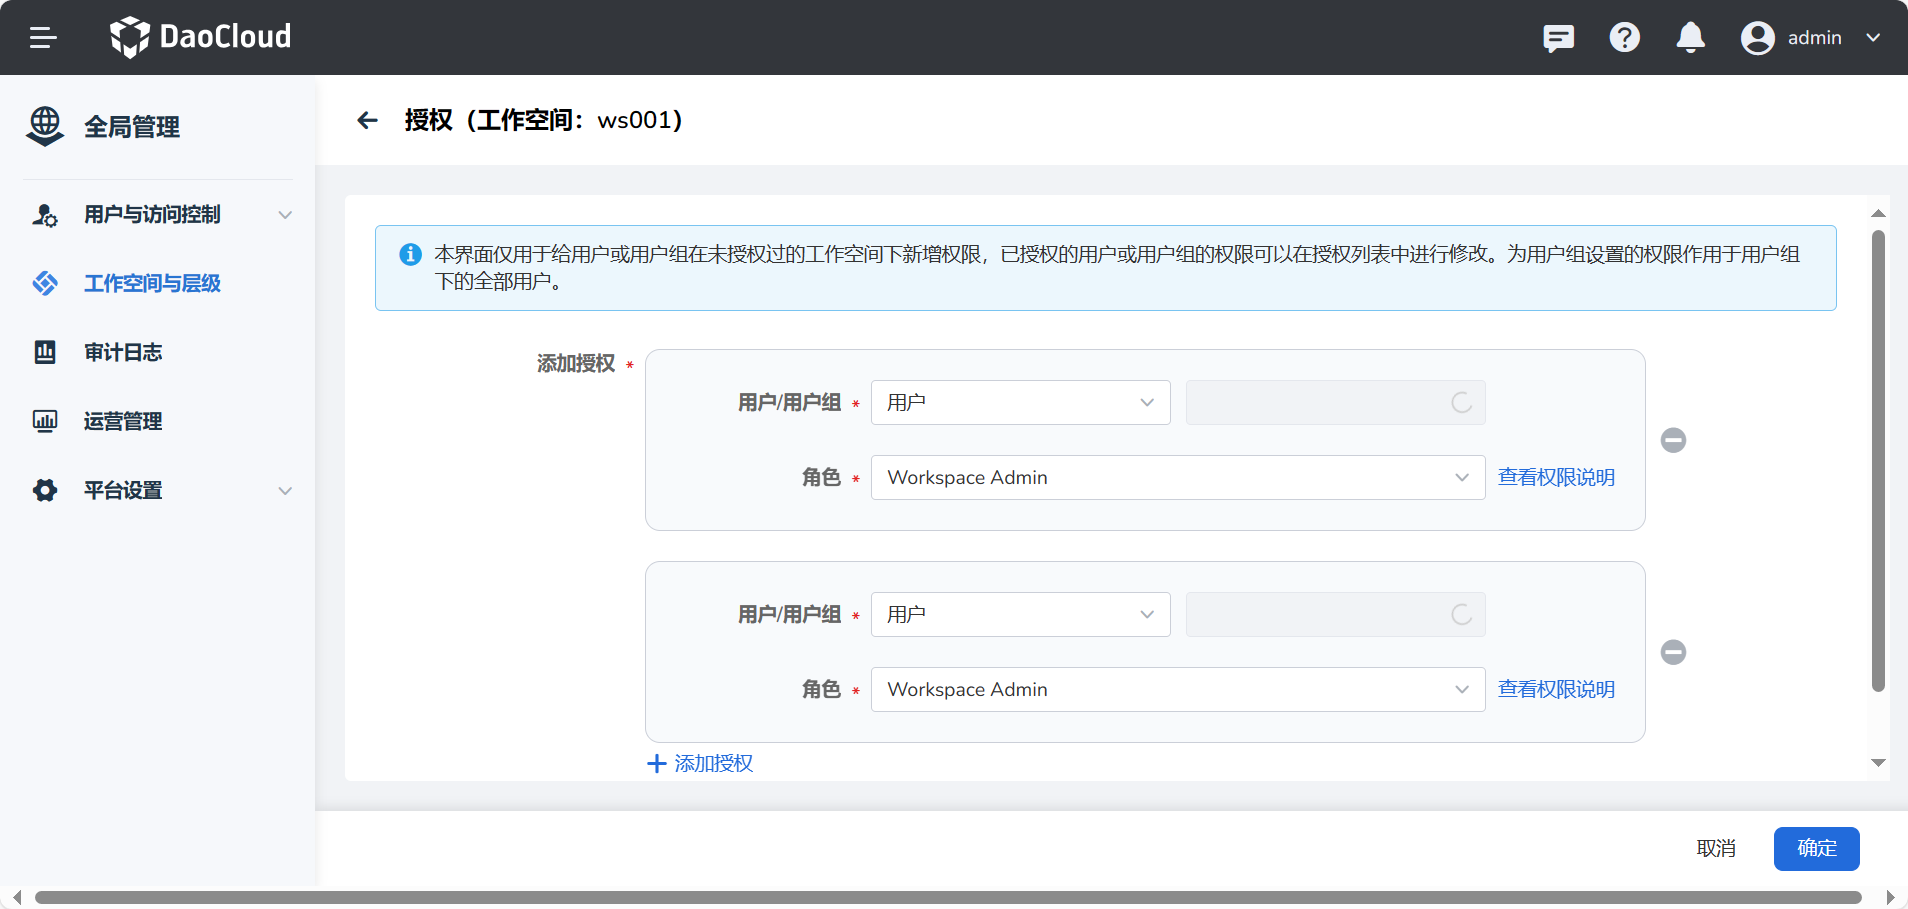 DaoCloud
admin
全局管理
用户与访问控制
工作空间与层级
审计日志
运营管理
平台设置
授权（工作空间：ws001）
本界面仅用于给用户或用户组在未授权过的工作空间下新增权限，已授权的用户或用户组的权限可以在授权列表中进行修改。为用户组设置的权限作用于用户组
下的全部用户。
添加授权 *
用户/用户组 * 用户
角色 * Workspace Admin 查看权限说明
用户/用户组 * 用户
角色 * Workspace Admin 查看权限说明
添加授权
取消 确定